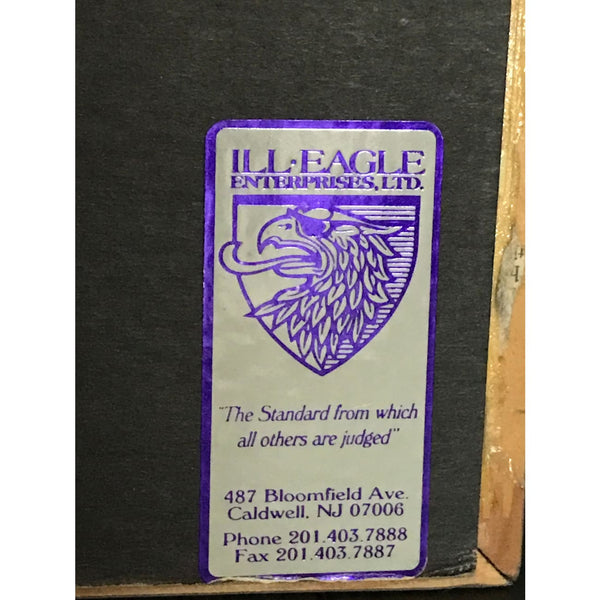 ILL·EAGLE
ENTERPRISES, LTD.
"The Standard from which
all others are judged"
487 Bloomfield Ave.
Caldwell, NJ 07006
Phone 201.403.7888
Fax 201.403.7887